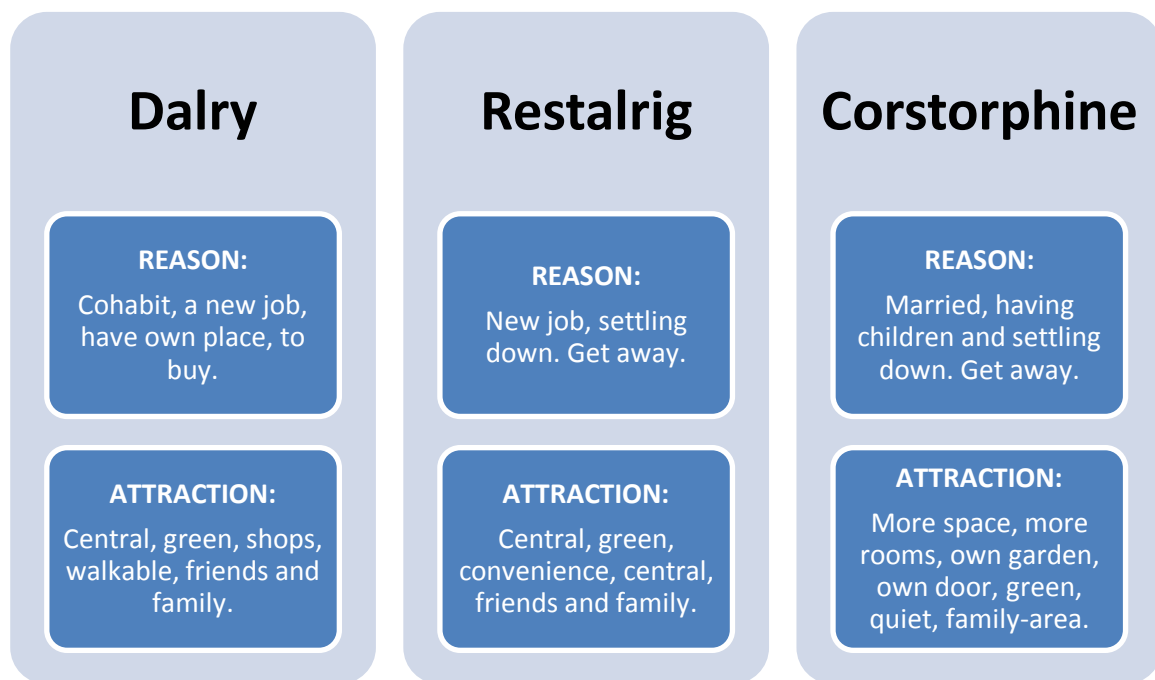 Dalry
REASON:
Cohabit, a new job,
have own place, to
buy.
ATTRACTION:
Central, green, shops,
walkable, friends and
family.
Restalrig
REASON:
New job, settling
down. Get away.
ATTRACTION:
Central, green,
convenience, central,
friends and family.
Corstorphine
REASON:
Married, having
children and settling
down. Get away.
ATTRACTION:
More space, more
rooms, own garden,
own door, green,
quiet, family-area.